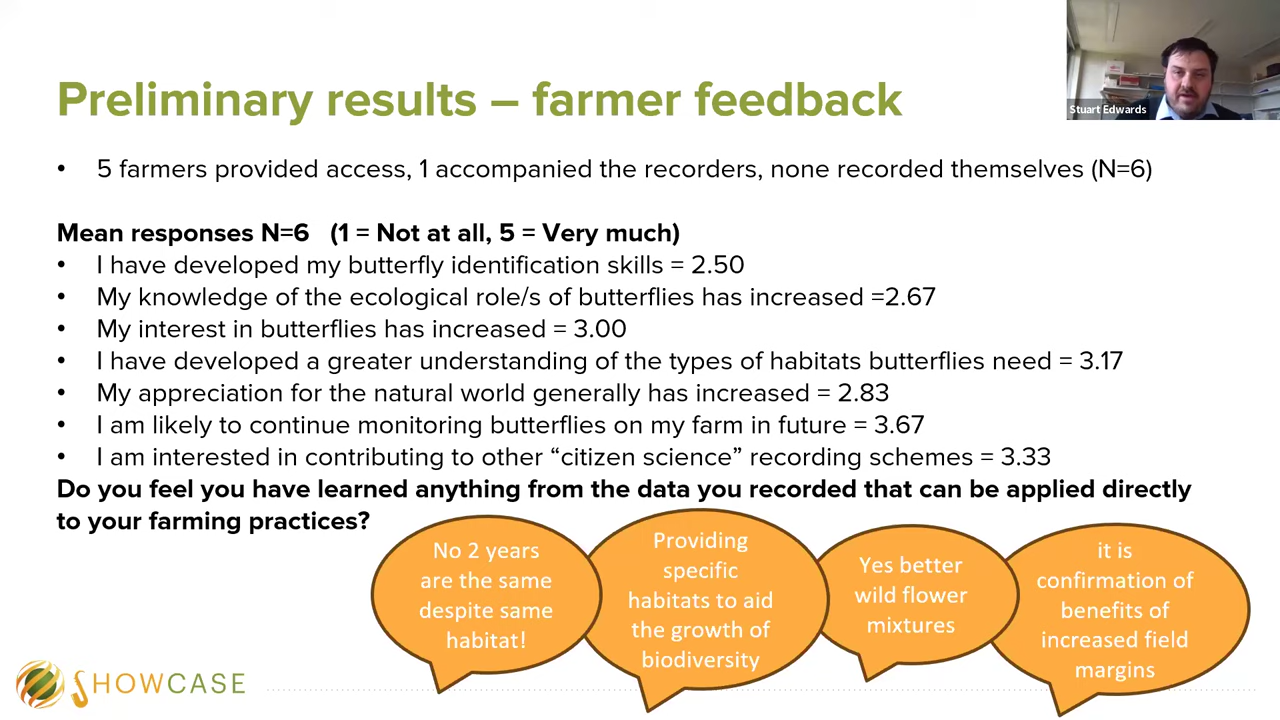 Stuart Edwards
Preliminary results – farmer feedback
• 5 farmers provided access, 1 accompanied the recorders, none recorded themselves (N=6)
Mean responses N=6 (1 = Not at all, 5 = Very much)
• I have developed my butterfly identification skills = 2.50
• My knowledge of the ecological role/s of butterflies has increased =2.67
• My interest in butterflies has increased = 3.00
• I have developed a greater understanding of the types of habitats butterflies need = 3.17
• My appreciation for the natural world generally has increased = 2.83
• I am likely to continue monitoring butterflies on my farm in future = 3.67
• I am interested in contributing to other “citizen science” recording schemes = 3.33
Do you feel you have learned anything from the data you recorded that can be applied directly
to your farming practices?
No 2 years
are the same
despite same
habitat!
Providing
specific
habitats to aid
the growth of
biodiversity
Yes better
wild flower
mixtures
it is
confirmation of
benefits of
increased field
margins
SHOWCASE